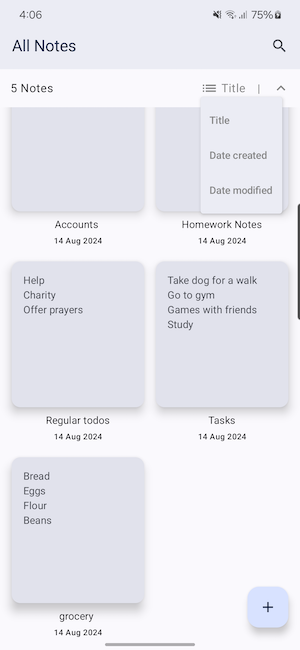 4:06
75%
All Notes
5 Notes
Title |
Title
Date created
Date modified
Accounts
14 Aug 2024
Homework Notes
14 Aug 2024
Help
Charity
Offer prayers
Regular todos
14 Aug 2024
Take dog for a walk
Go to gym
Games with friends
Study
Tasks
14 Aug 2024
Bread
Eggs
Flour
Beans
grocery
14 Aug 2024
+